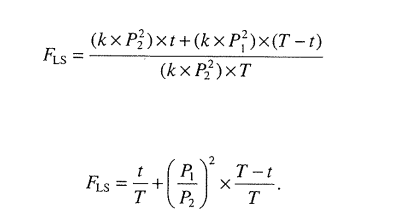 F_LS = ((k × P_2^2) × t + (k × P_1^2) × (T − t)) / ((k × P_2^2) × T)
F_LS = t/T + (P_1/P_2)^2 × (T − t)/T.